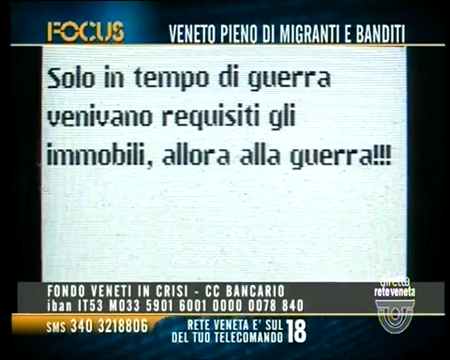 FOCUS
VENETO PIENO DI MIGRANTI E BANDITI
Solo in tempo di guerra
venivano requisiti gli
immobili, allora alla guerra!!!
FONDO VENETI IN CRISI - CC BANCARIO
iban IT53 M033 5901 6001 0000 0078 840
diretta
reteveneta
SMS 340 3218806
RETE VENETA E' SUL
DEL TUO TELECOMANDO 18